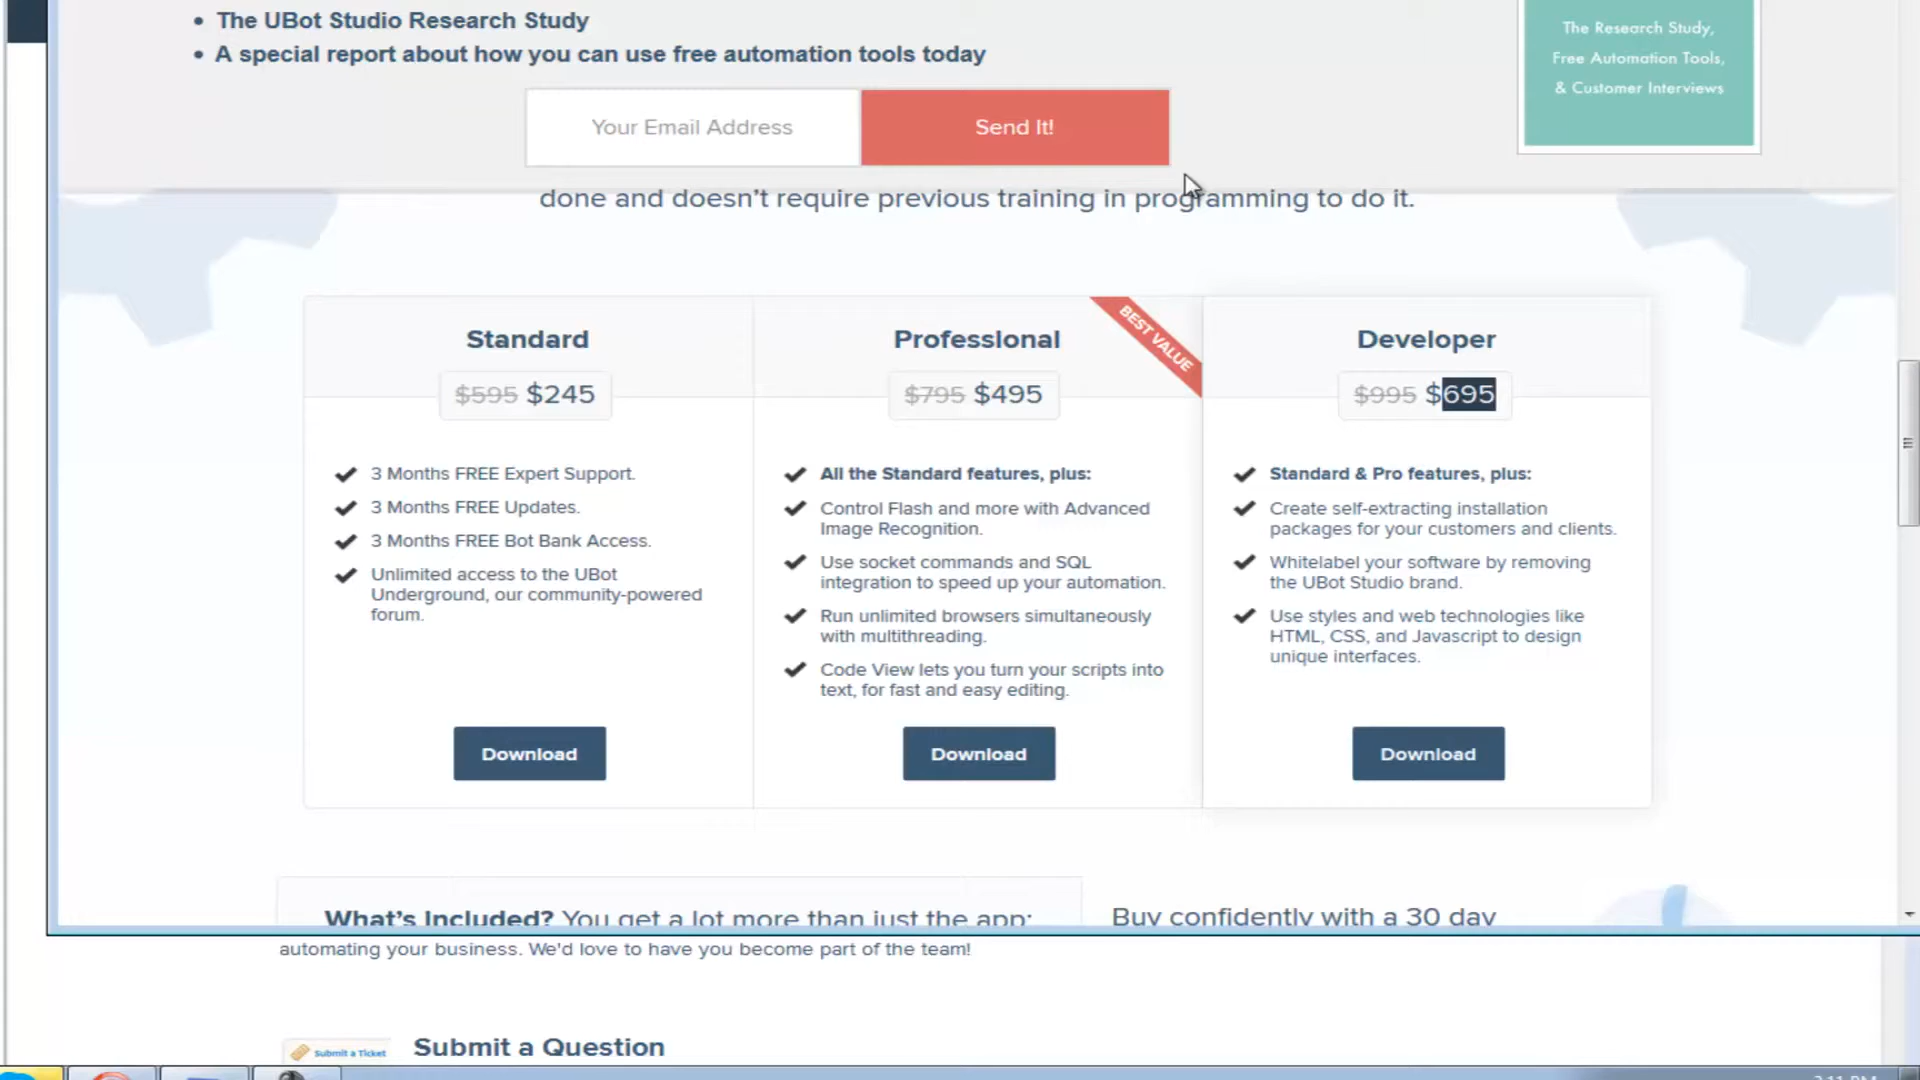 The UBot Studio Research Study
A special report about how you can use free automation tools today
The Research Study,
Free Automation Tools,
& Customer Interviews
Your Email Address
Send It!
done and doesn't require previous training in programming to do it.
Standard
$595 $245
3 Months FREE Expert Support.
3 Months FREE Updates.
3 Months FREE Bot Bank Access.
Unlimited access to the UBot
Underground, our community-powered
forum.
Download
Professional
BEST VALUE
$795 $495
All the Standard features, plus:
Control Flash and more with Advanced
Image Recognition.
Use socket commands and SQL
integration to speed up your automation.
Run unlimited browsers simultaneously
with multithreading.
Code View lets you turn your scripts into
text, for fast and easy editing.
Download
Developer
$995 $695
Standard & Pro features, plus:
Create self-extracting installation
packages for your customers and clients.
Whitelabel your software by removing
the UBot Studio brand.
Use styles and web technologies like
HTML, CSS, and Javascript to design
unique interfaces.
Download
What's Included? You get a lot more than just the app:
Buy confidently with a 30 day
automating your business. We'd love to have you become part of the team!
Submit a Ticket
Submit a Question